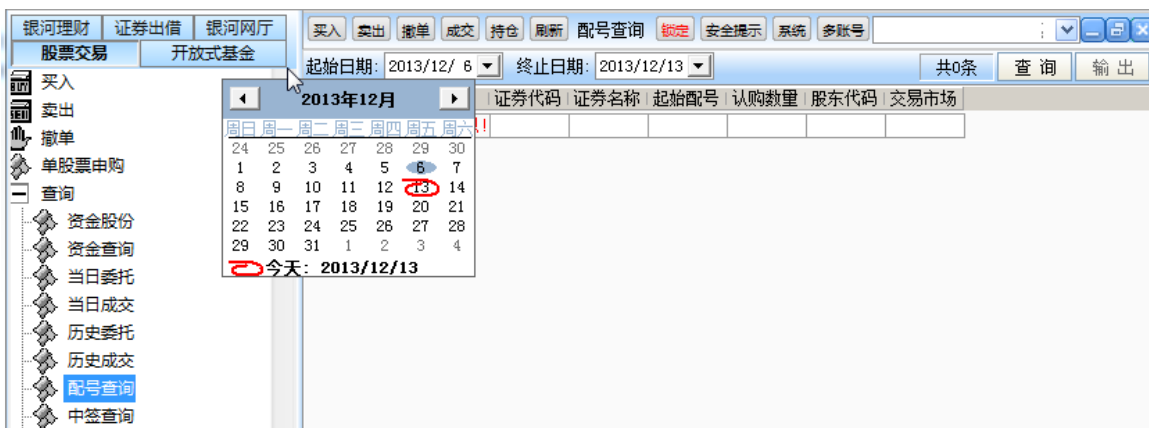 银河理财 证券出借 银河网厅
股票交易 开放式基金
买入 卖出 撤单 成交 持仓 刷新 配号查询 锁定 安全提示 系统 多账号
起始日期: 2013/12/ 6 终止日期: 2013/12/13 共0条 查 询 输 出
证券代码 证券名称 起始配号 认购数量 股东代码 交易市场
买入
卖出
撤单
单股票申购
查询
资金股份
资金查询
当日委托
当日成交
历史委托
历史成交
配号查询
中签查询
2013年12月
周日 周一 周二 周三 周四 周五 周六
24 25 26 27 28 29 30
1 2 3 4 5 6 7
8 9 10 11 12 13 14
15 16 17 18 19 20 21
22 23 24 25 26 27 28
29 30 31 1 2 3 4
今天: 2013/12/13